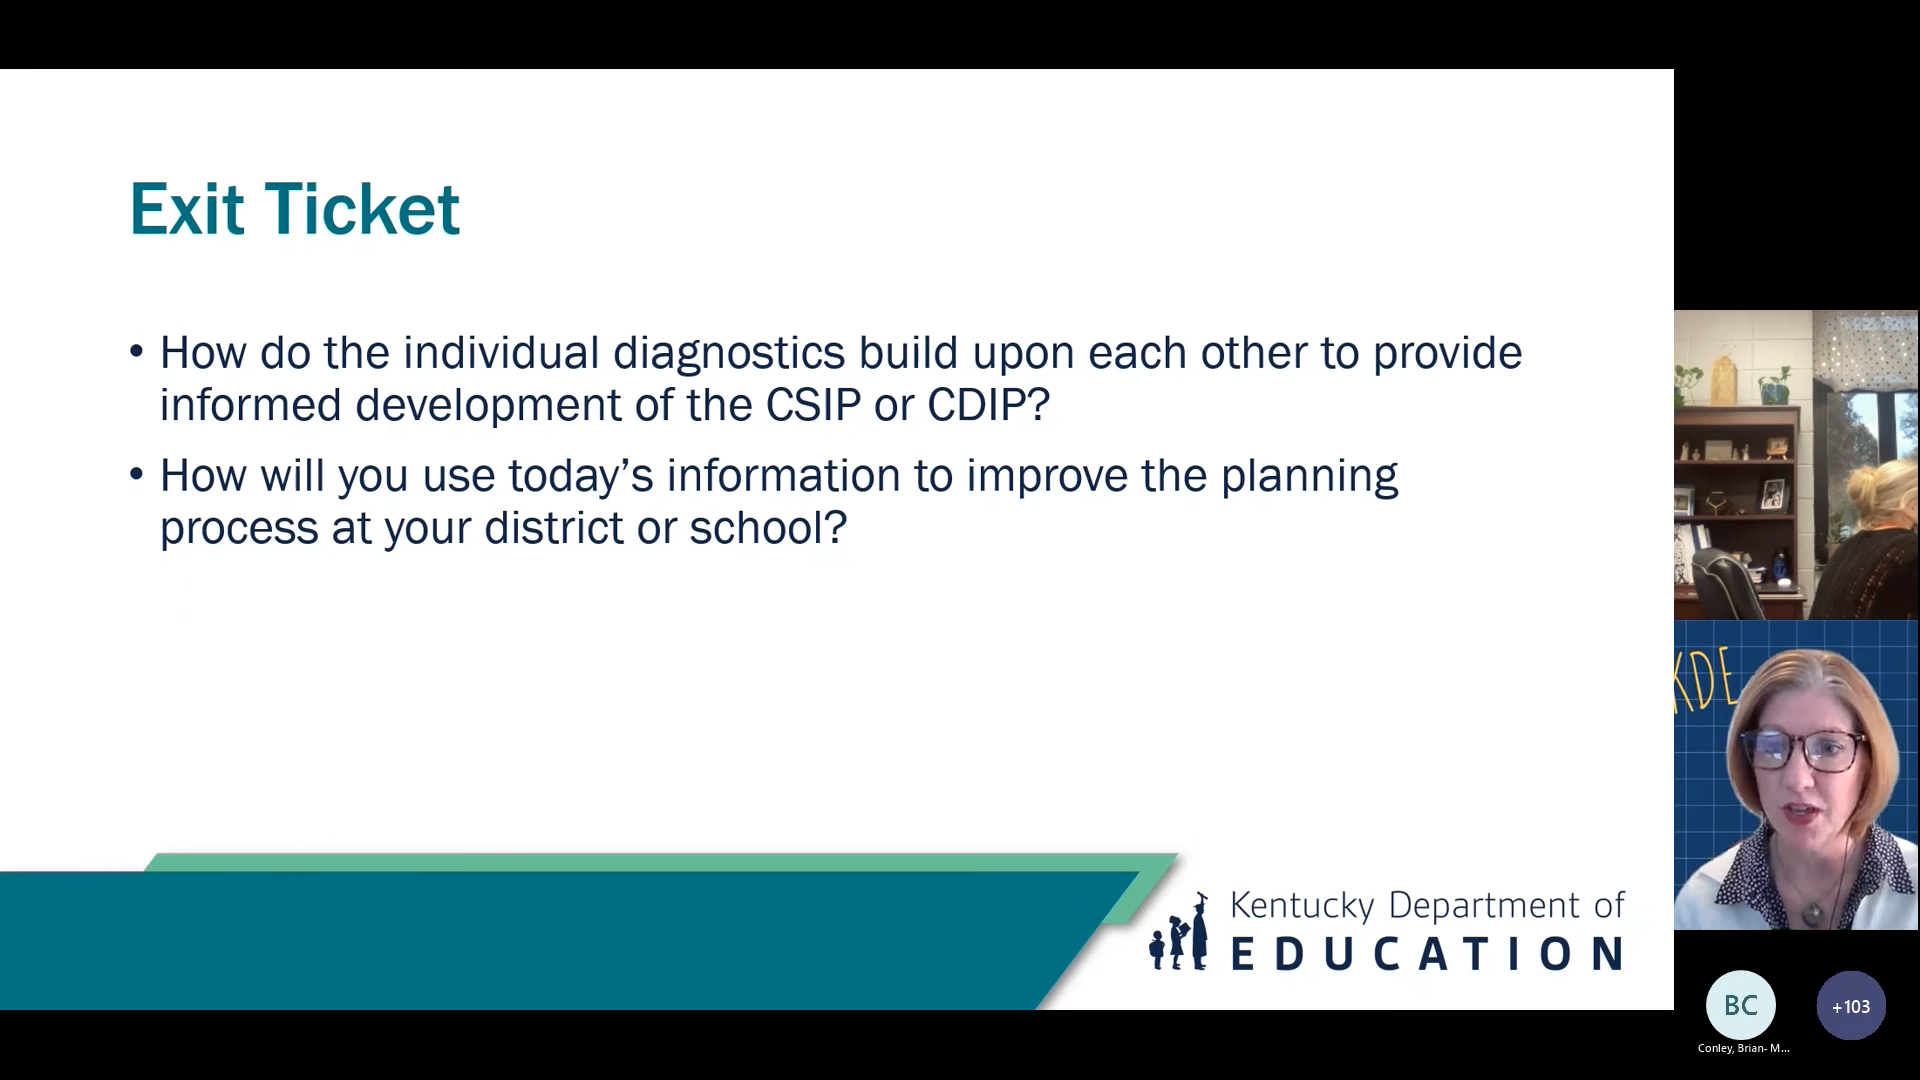 Exit Ticket
• How do the individual diagnostics build upon each other to provide
informed development of the CSIP or CDIP?
• How will you use today’s information to improve the planning
process at your district or school?
Kentucky Department of
EDUCATION
KDE
BC
+103
Conley, Brian- M...